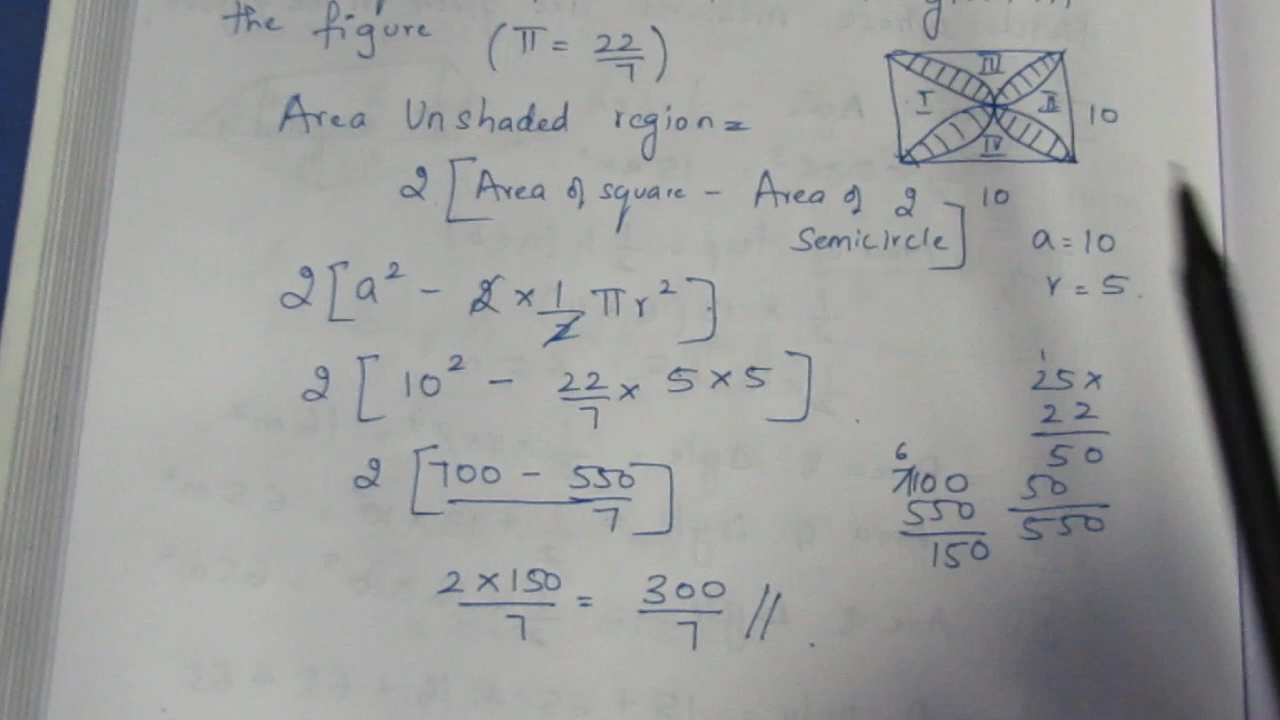 the figure (π = 22/7)
Area Unshaded region =
2 [Area of square - Area of 2
Semicircle]
I
II
III
IV
10
10
a = 10
r = 5.
2 [a² - 2 × 1/2 πr²]
2 [10² - 22/7 × 5 × 5]
2 [700 - 550/7]
2 × 150/7 = 300/7 //.
6
700
550
150
1
25 ×
22
50
50
550